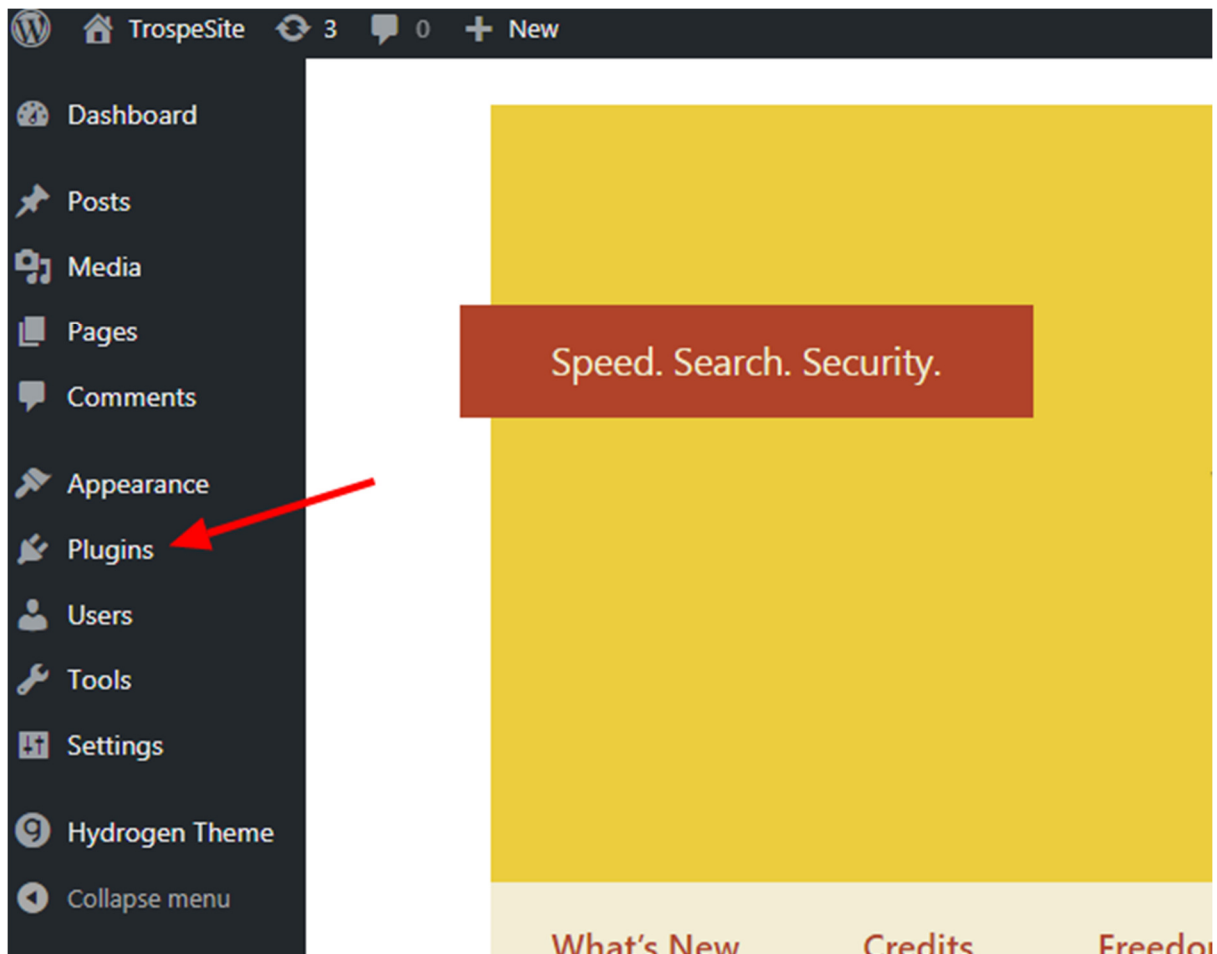 TrospeSite 3 0 New
Dashboard
Posts
Media
Pages
Comments
Appearance
Plugins
Users
Tools
Settings
Hydrogen Theme
Collapse menu
Speed. Search. Security.
What's New Credits